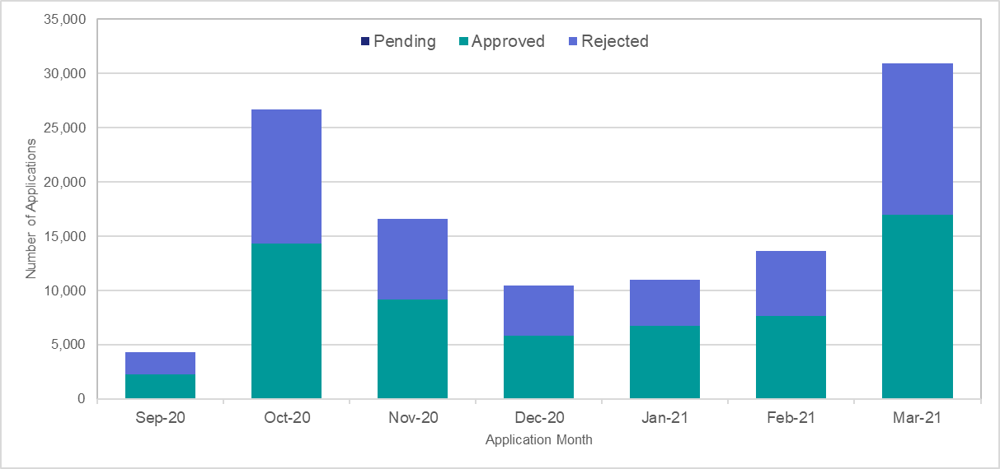 35,000
Pending Approved Rejected
30,000
25,000
20,000
15,000
10,000
5,000
0
Number of Applications
Sep-20 Oct-20 Nov-20 Dec-20 Jan-21 Feb-21 Mar-21
Application Month